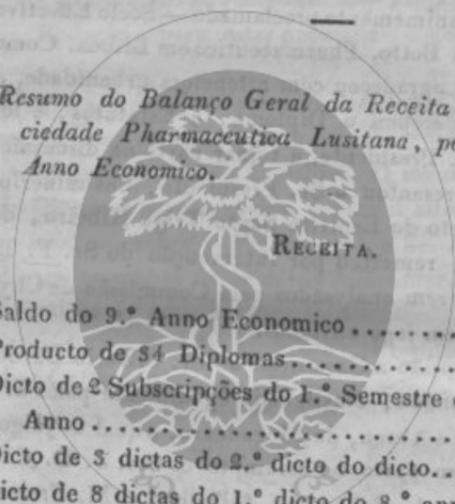 Resumo do Balanço Geral da Receita
ciedade Pharmaceutica Lusitana, p
Anno Economico.
RECEITA.
aldo do 9.º Anno Economico ..........
Producto de 34 Diplomas..............
Dicto de 2 Subscripções do 1.º Semestre
Anno ................................
icto de 3 dictas do 2.º dicto do dicto..
icto de 8 dictas do 1.º dicto do 8.º